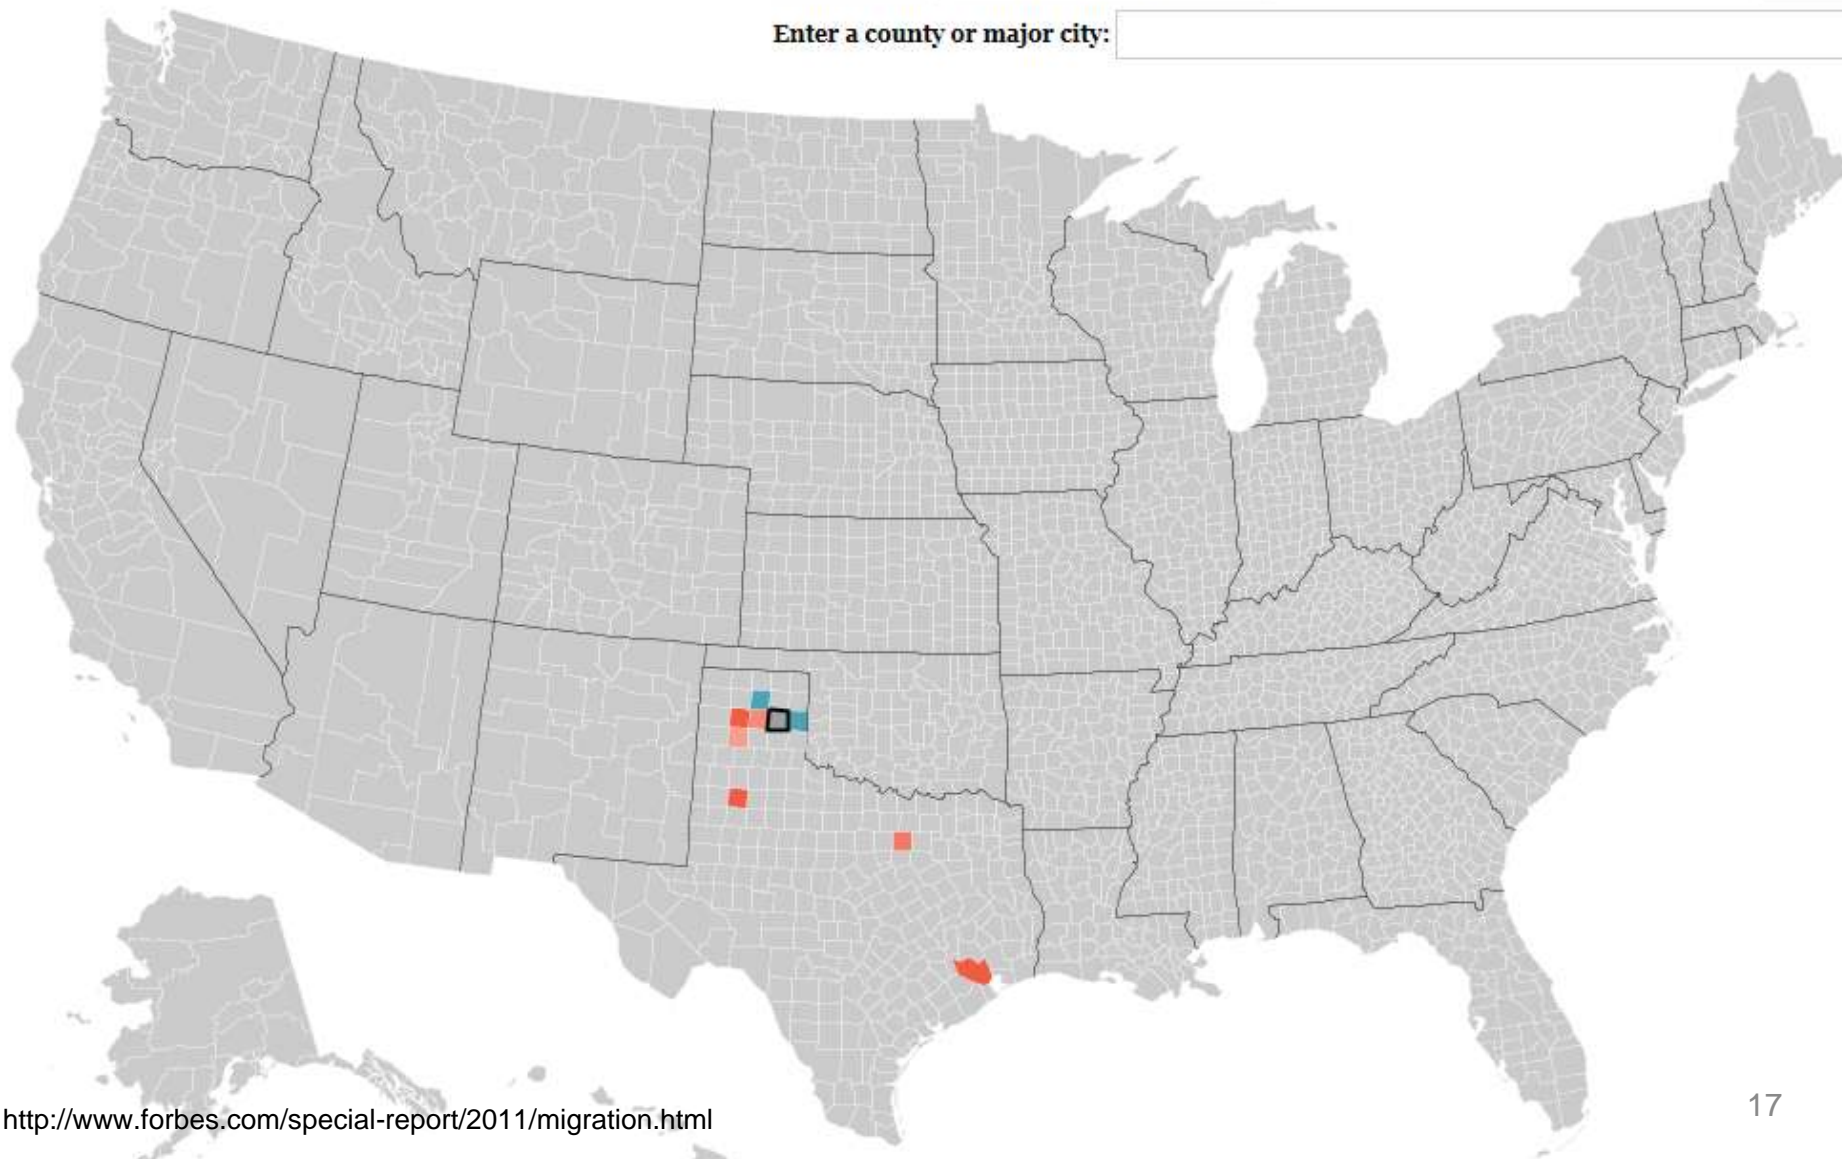 Enter a county or major city:
http://www.forbes.com/special-report/2011/migration.html
17